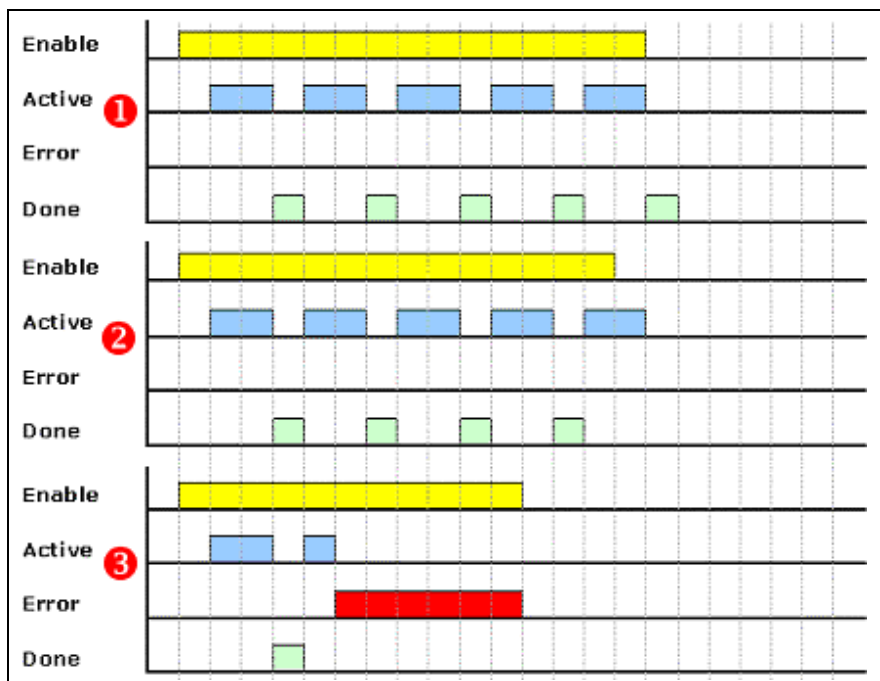 Enable
Active
1
Error
Done
Enable
Active
2
Error
Done
Enable
Active
3
Error
Done